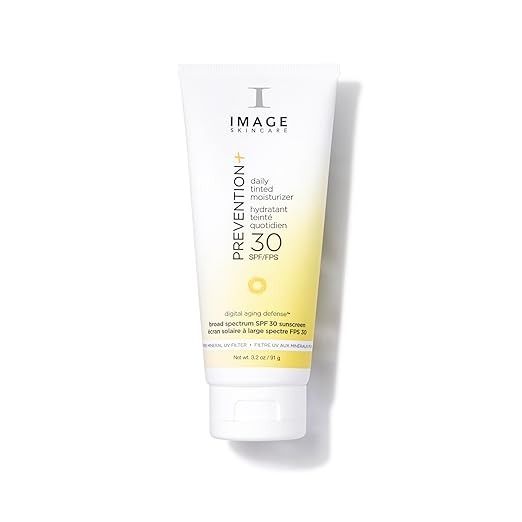 I
IMAGE
SKINCARE
PREVENTION+
daily
tinted
moisturizer
hydratant
teinté
quotidien
30
SPF/FPS
digital aging defense™
broad spectrum SPF 30 sunscreen
écran solaire à large spectre FPS 30
MINERAL UV FILTER • FILTRE UV AUX
Net wt. 3.2 oz / 91 g